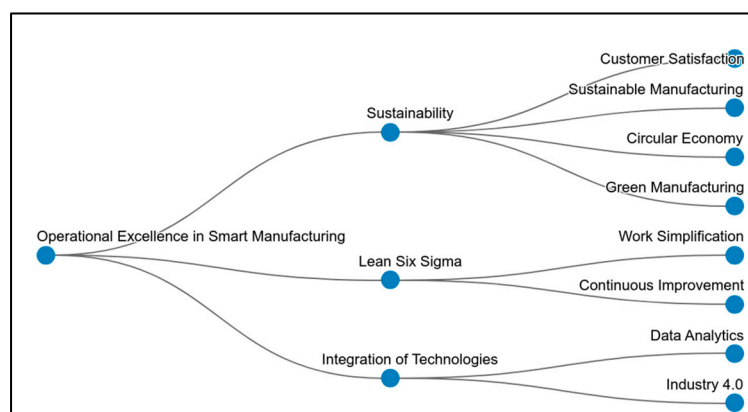 Customer Satisfaction
Sustainable Manufacturing
Sustainability
Circular Economy
Green Manufacturing
Operational Excellence in Smart Manufacturing
Work Simplification
Lean Six Sigma
Continuous Improvement
Data Analytics
Integration of Technologies
Industry 4.0